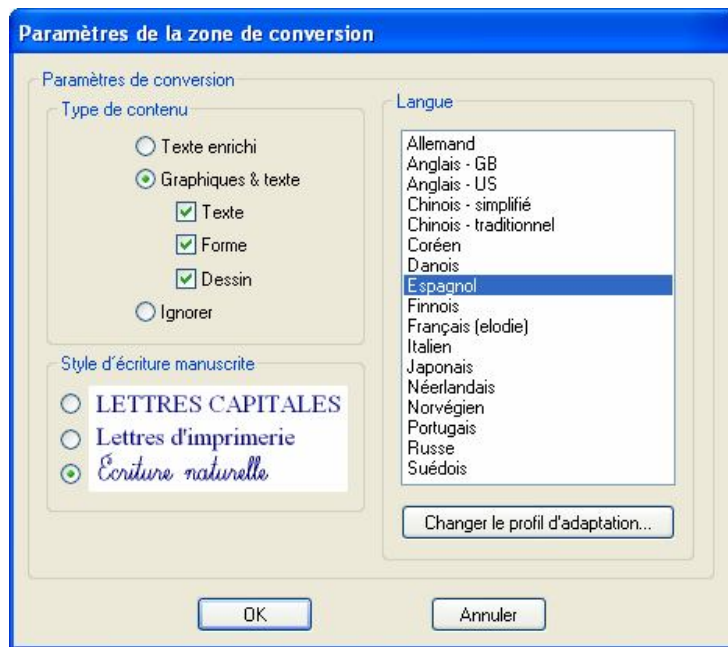 Paramètres de la zone de conversion
Paramètres de conversion
Type de contenu
Texte enrichi
Graphiques & texte
Texte
Forme
Dessin
Ignorer
Style d'écriture manuscrite
LETTRES CAPITALES
Lettres d'imprimerie
Écriture naturelle
Langue
Allemand
Anglais - GB
Anglais - US
Chinois - simplifié
Chinois - traditionnel
Coréen
Danois
Espagnol
Finnois
Français (elodie)
Italien
Japonais
Néerlandais
Norvégien
Portugais
Russe
Suédois
Changer le profil d'adaptation...
OK
Annuler